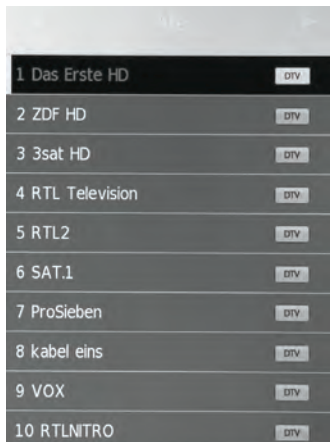 1 Das Erste HD DTV
2 ZDF HD DTV
3 3sat HD DTV
4 RTL Television DTV
5 RTL2 DTV
6 SAT.1 DTV
7 ProSieben DTV
8 kabel eins DTV
9 VOX DTV
10 RTLNITRO DTV